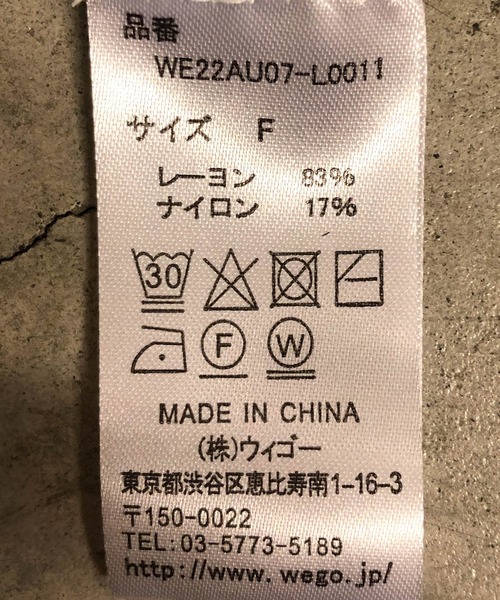 品番
WE22AU07-L0011
サイズ F
レーヨン 83%
ナイロン 17%
30
F W
MADE IN CHINA
(株)ウィゴー
東京都渋谷区恵比寿南1-16-3
〒150-0022
TEL:03-5773-5189
http://www.wego.jp/